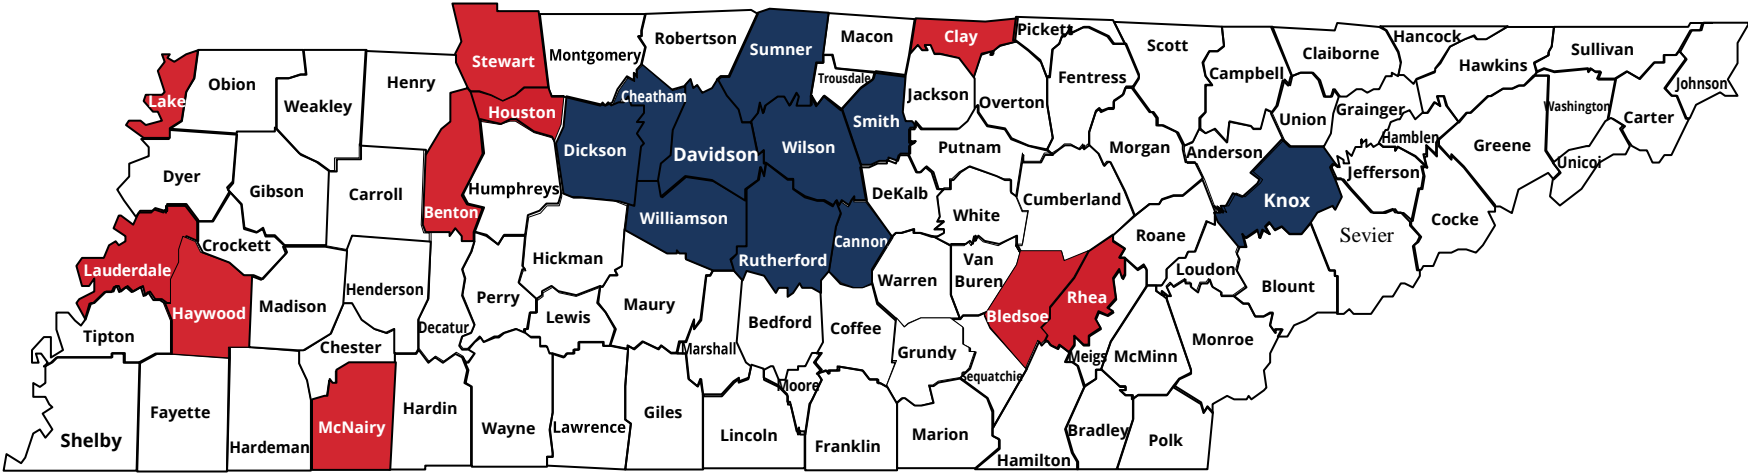 Stewart
Montgomery
Robertson
Sumner
Macon
Clay
Pickett
Scott
Campbell
Claiborne
Hancock
Hawkins
Sullivan
Johnson
Lake
Obion
Weakley
Henry
Houston
Cheatham
Trousdale
Jackson
Overton
Fentress
Union
Grainger
Hamblen
Washington
Carter
Dickson
Davidson
Wilson
Smith
Putnam
Morgan
Anderson
Jefferson
Greene
Unicoi
Dyer
Gibson
Carroll
Benton
Humphreys
Williamson
DeKalb
White
Cumberland
Knox
Cocke
Lauderdale
Crockett
Hickman
Rutherford
Cannon
Van
Buren
Roane
Loudon
Sevier
Haywood
Madison
Henderson
Perry
Maury
Warren
Bledsoe
Rhea
Blount
Tipton
Chester
Decatur
Lewis
Marshall
Bedford
Coffee
Grundy
Sequatchie
Meigs
McMinn
Monroe
Moore
Shelby
Fayette
Hardeman
McNairy
Hardin
Wayne
Lawrence
Giles
Lincoln
Franklin
Marion
Hamilton
Bradley
Polk